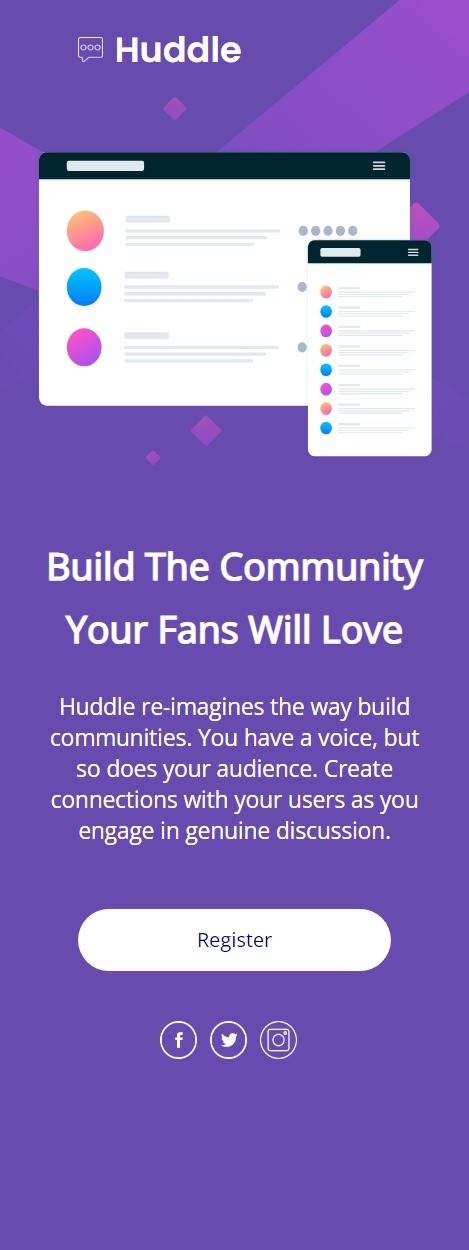 Huddle
Build The Community
Your Fans Will Love
Huddle re-imagines the way build
communities. You have a voice, but
so does your audience. Create
connections with your users as you
engage in genuine discussion.
Register